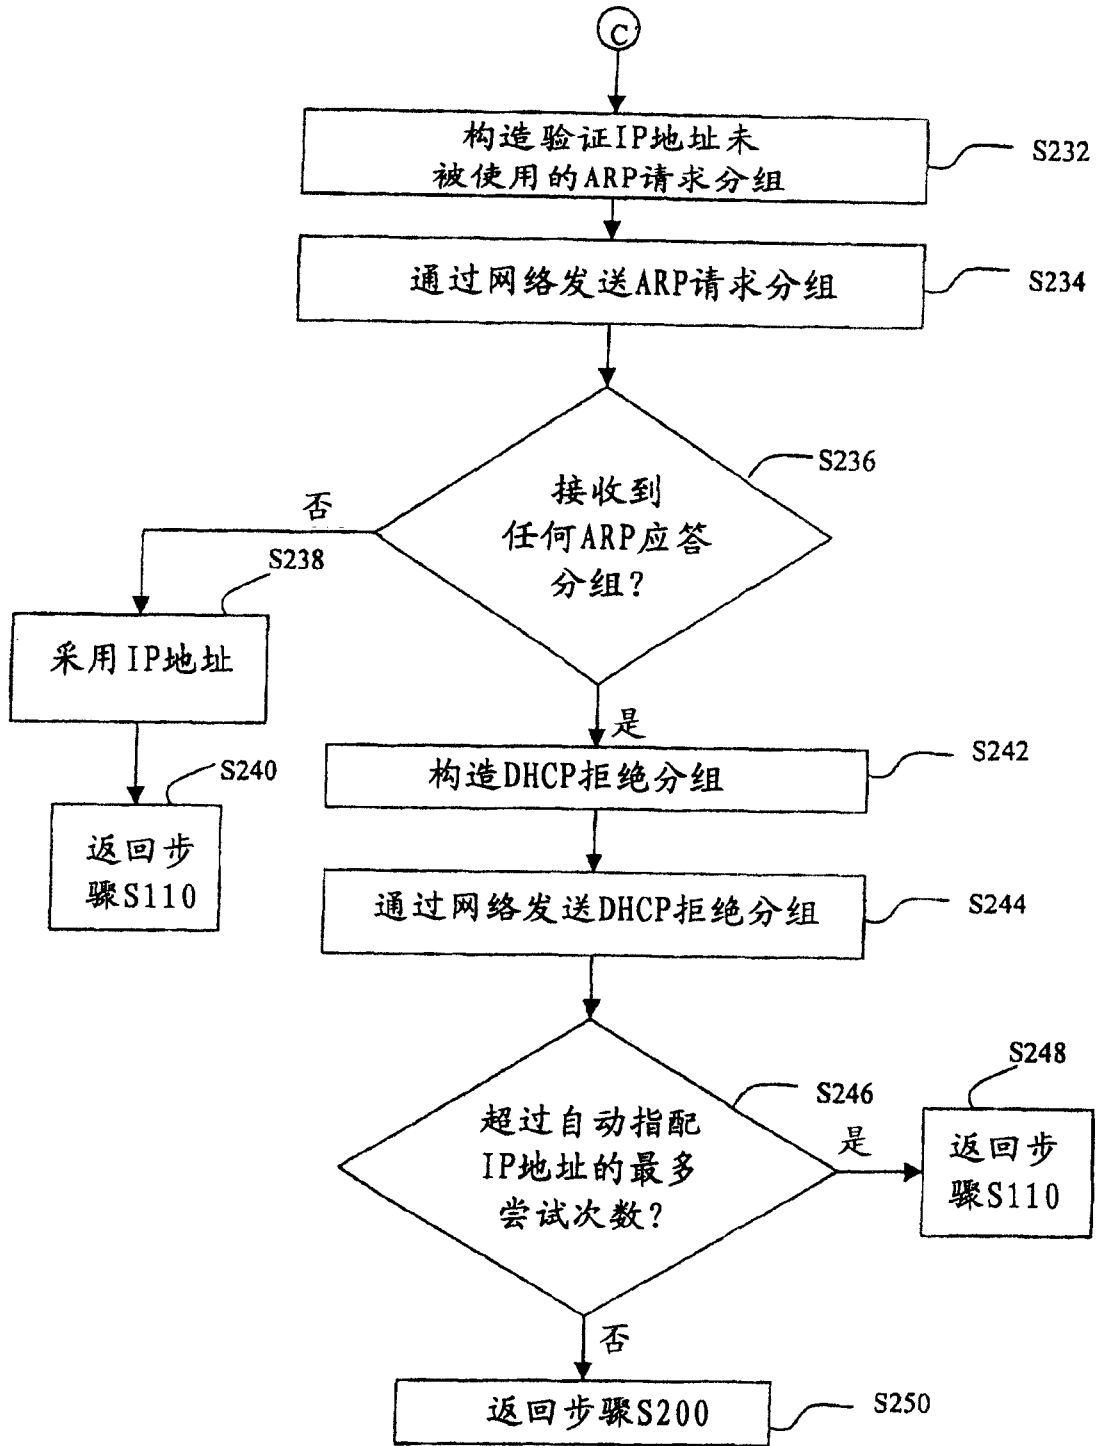 C
构造验证IP地址未
被使用的ARP请求分组
S232
通过网络发送ARP请求分组
S234
S236
接收到
任何ARP应答
分组?
否
S238
采用IP地址
是
S242
构造DHCP拒绝分组
S240
返回步
骤S110
S244
通过网络发送DHCP拒绝分组
S248
S246
超过自动指配
IP地址的最多
尝试次数?
是
返回步
骤S110
否
返回步骤S200
S250